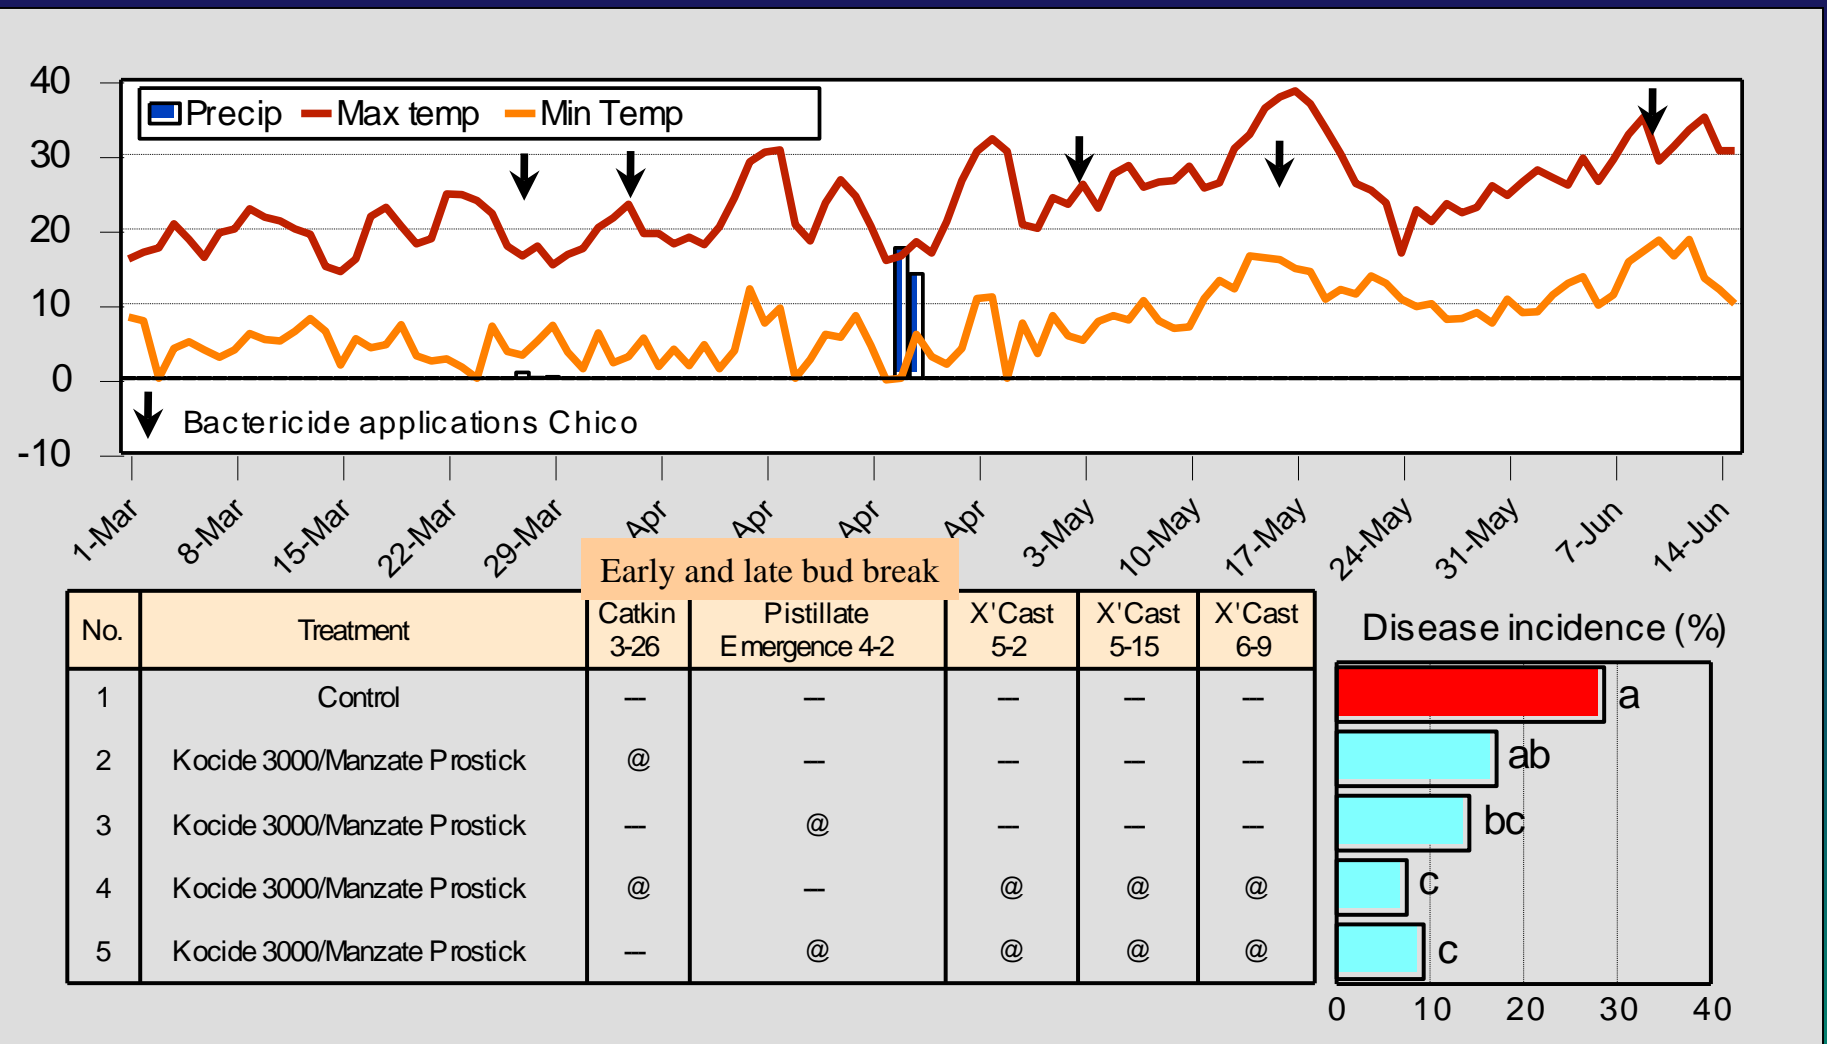 40
30
20
10
0
-10
Precip Max temp Min Temp
Bactericide applications Chico
1-Mar 8-Mar 15-Mar 22-Mar 29-Mar Apr Apr Apr Apr 3-May 10-May 17-May 24-May 31-May 7-Jun 14-Jun
Early and late bud break
No. Treatment Catkin 3-26 Pistillate Emergence 4-2 X'Cast 5-2 X'Cast 5-15 X'Cast 6-9
1 Control --- --- --- --- ---
2 Kocide 3000/Manzate Prostick @ --- --- --- ---
3 Kocide 3000/Manzate Prostick --- @ --- --- ---
4 Kocide 3000/Manzate Prostick @ --- @ @ @
5 Kocide 3000/Manzate Prostick --- @ @ @ @
Disease incidence (%)
a
ab
bc
c
c
0 10 20 30 40